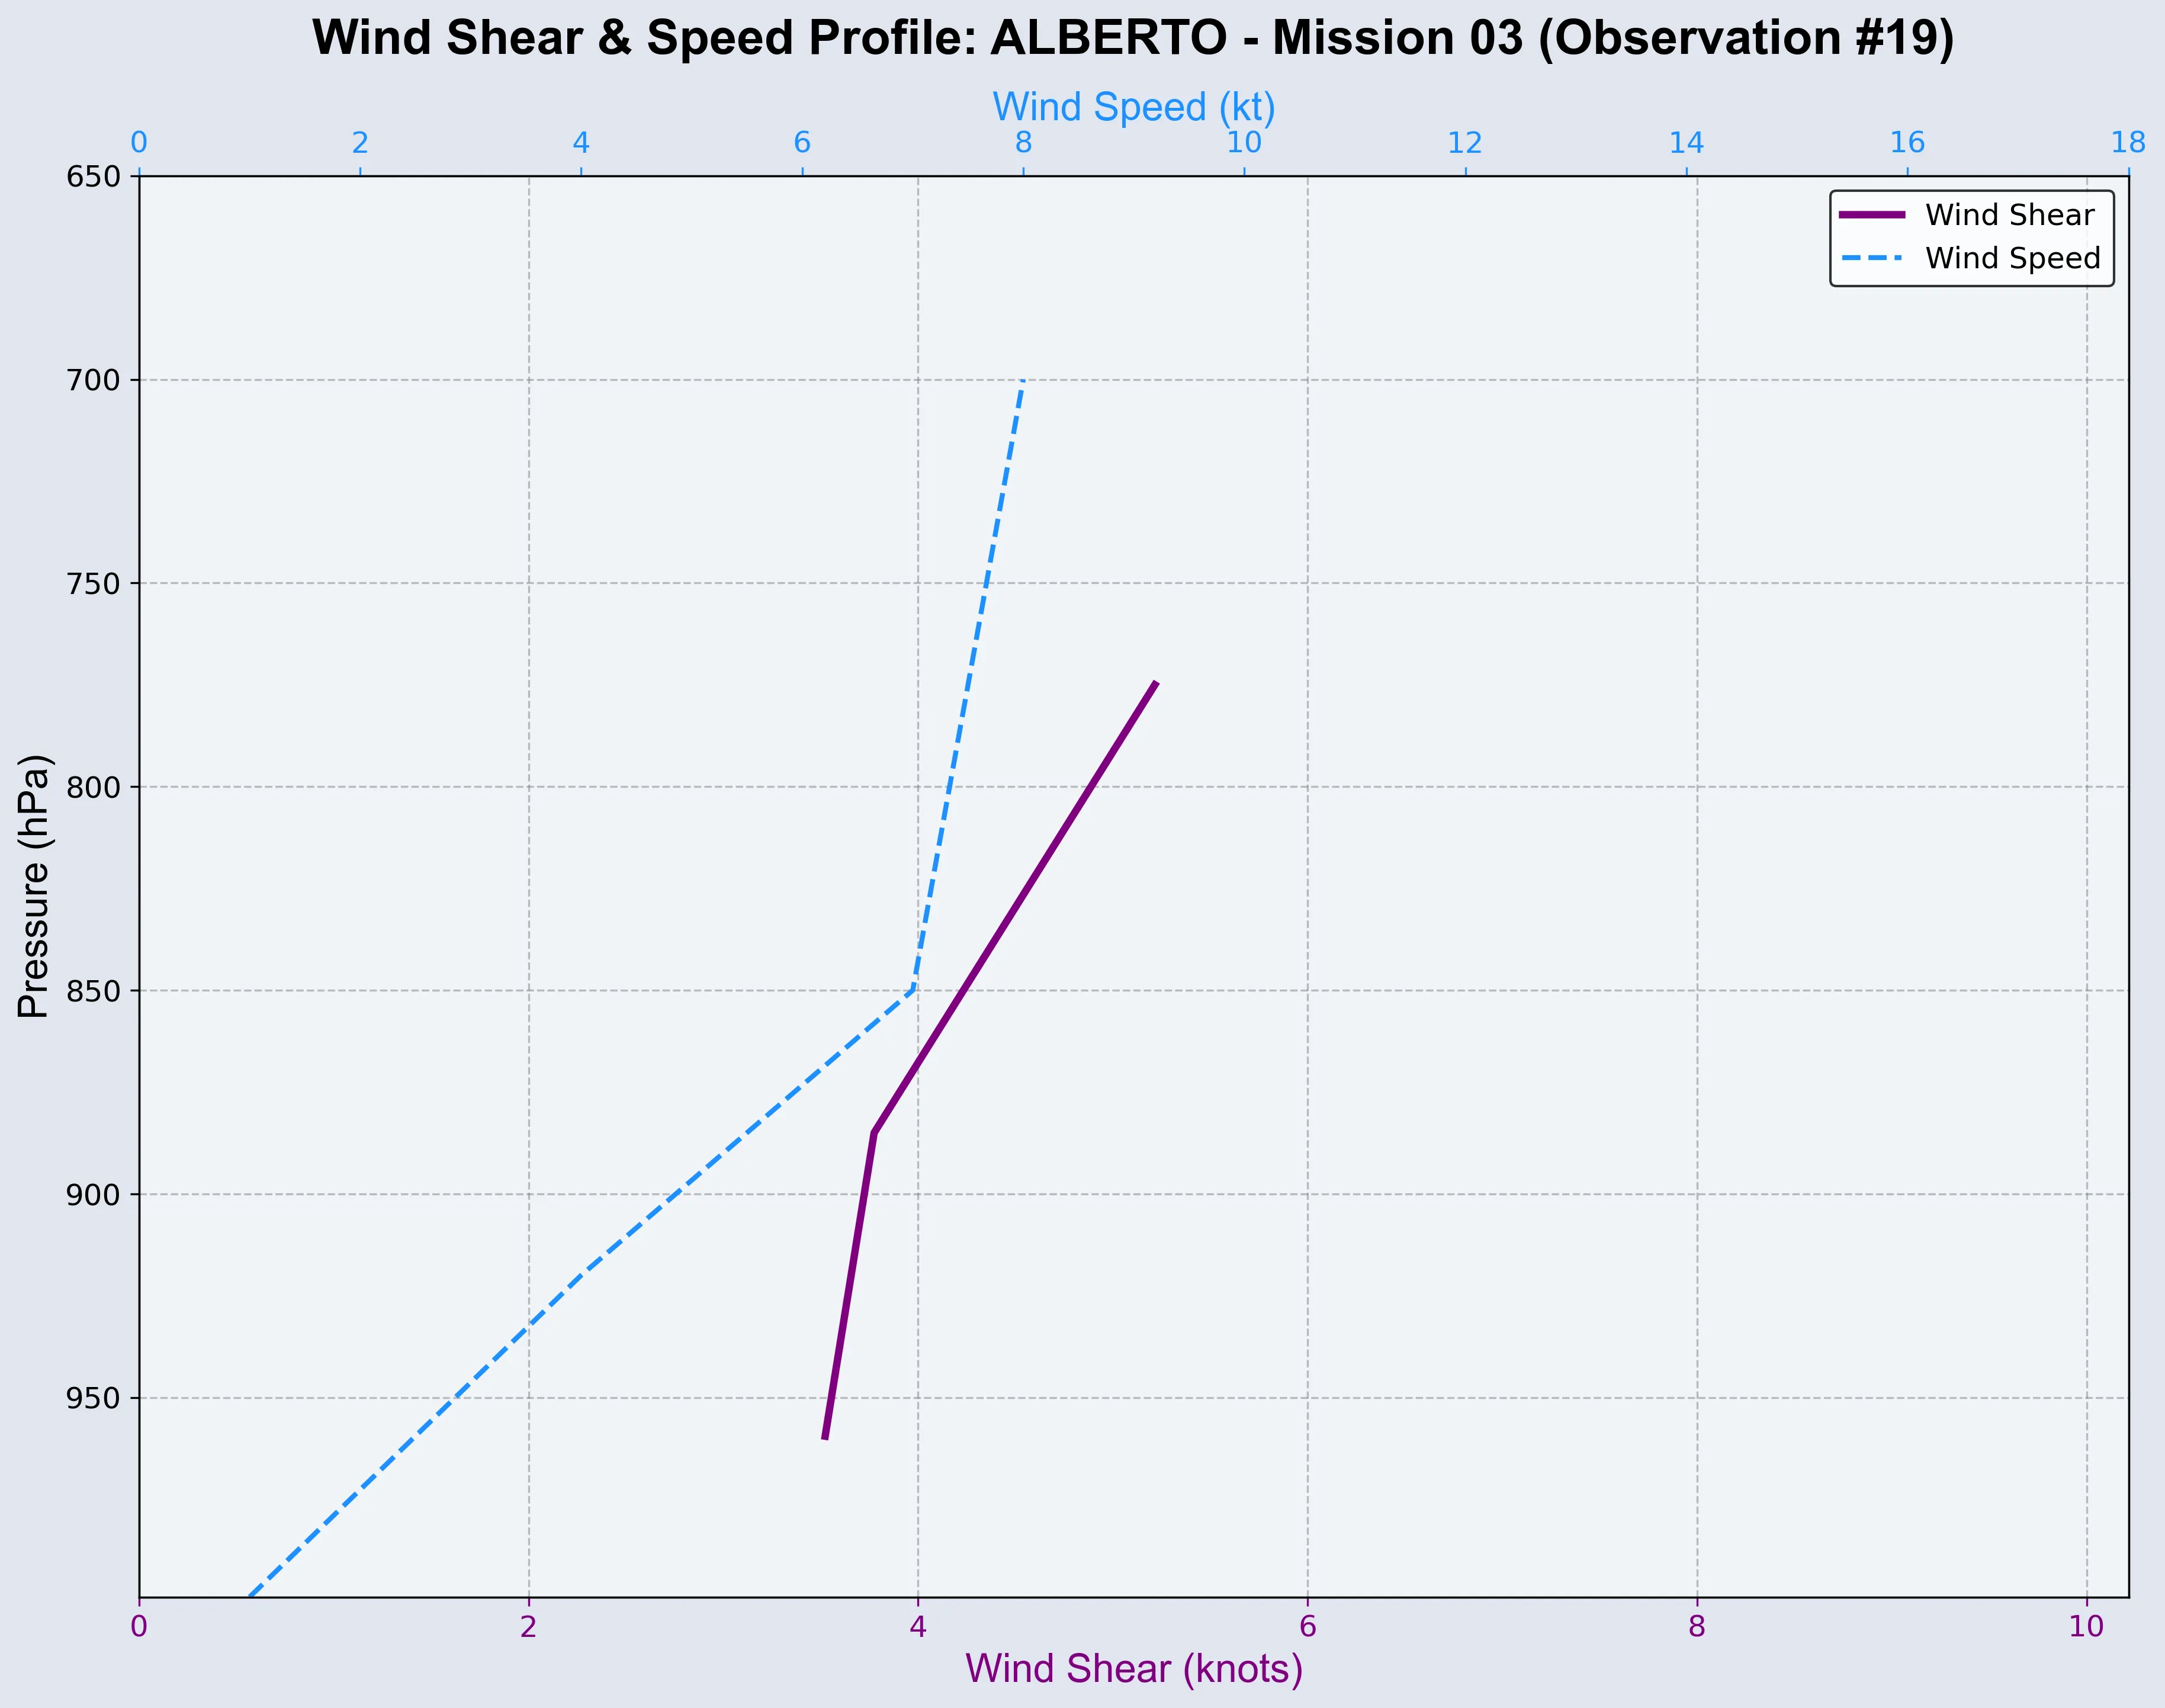 Wind Shear & Speed Profile: ALBERTO - Mission 03 (Observation #19)
Wind Speed (kt)
0 2 4 6 8 10 12 14 16 18
Wind Shear
Wind Speed
650
700
750
800
850
900
950
Pressure (hPa)
0 2 4 6 8 10
Wind Shear (knots)